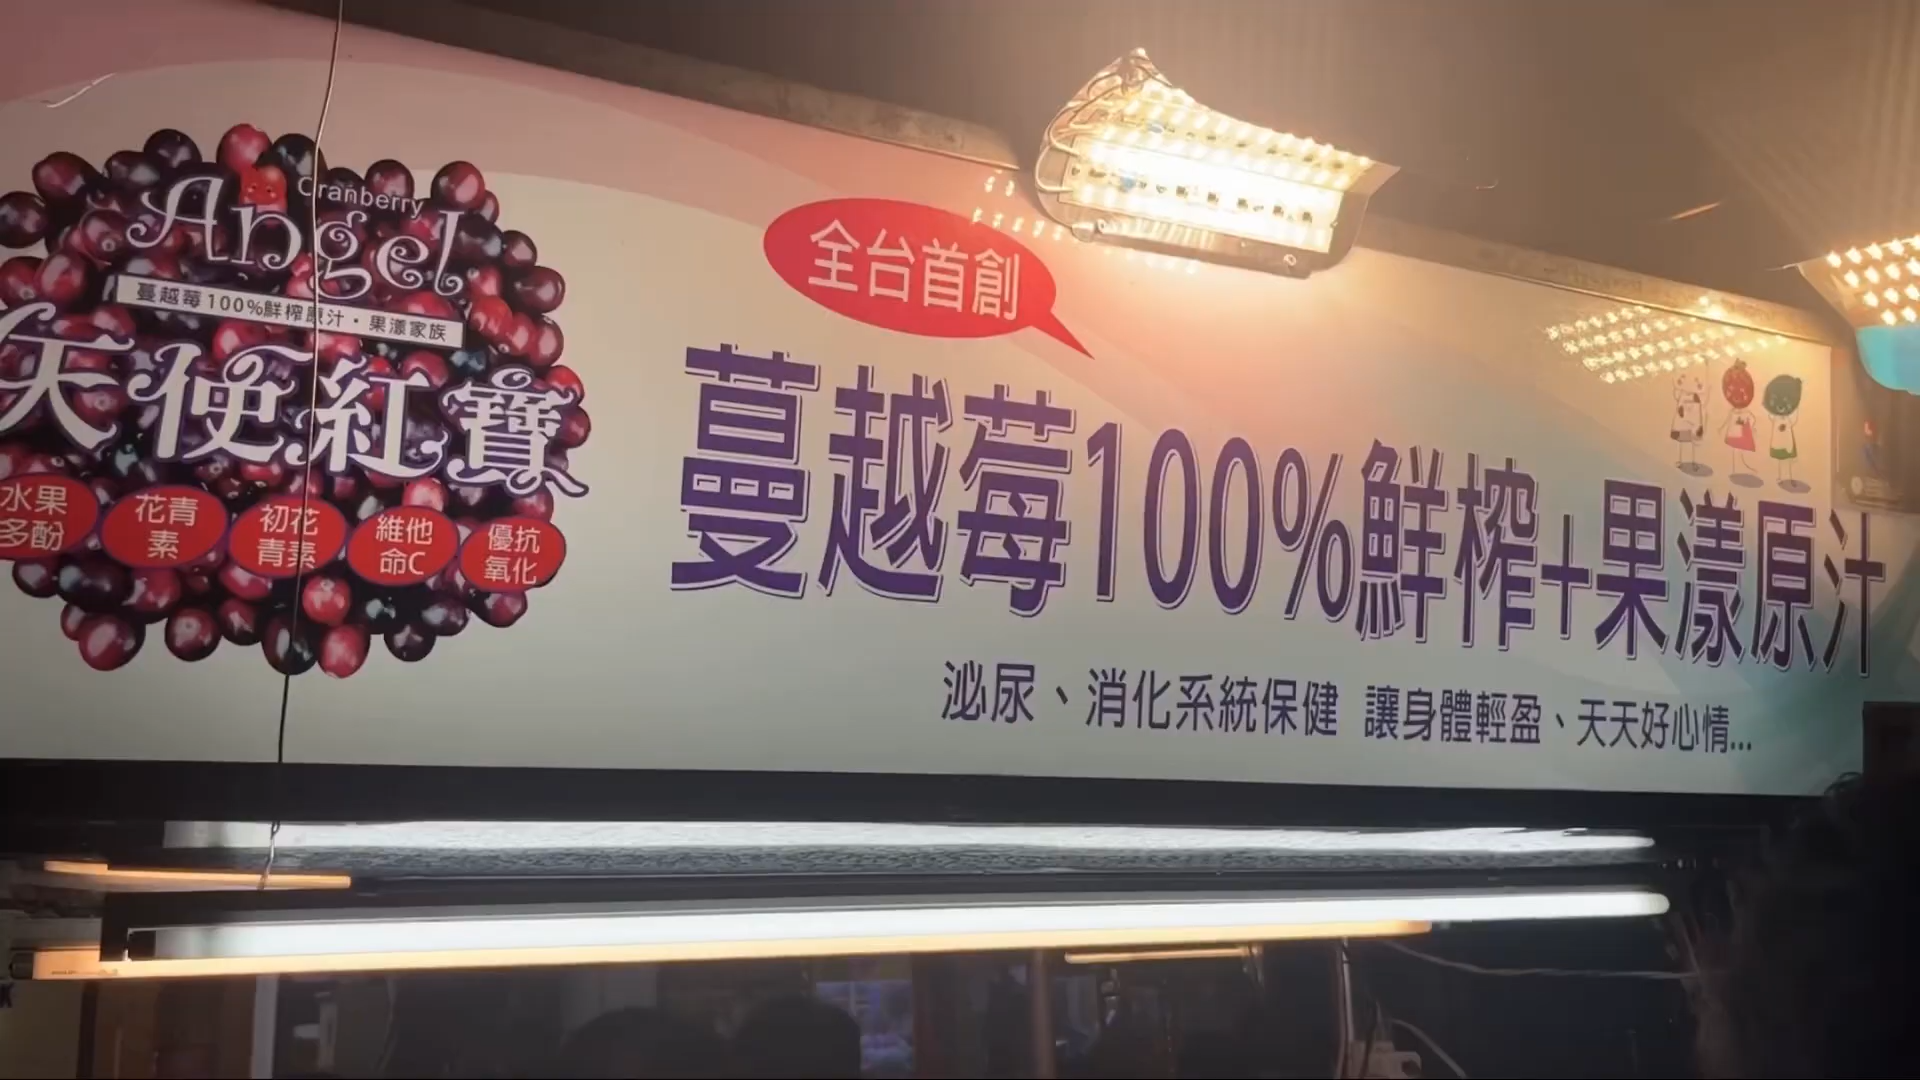 Cranberry
Angel
蔓越莓100%鮮榨原汁・果漾家族
天使紅寶
水果
多酚
花青
素
初花
青素
維他
命C
優抗
氧化
全台首創
蔓越莓100%鮮榨+果漾原汁
泌尿、消化系統保健 讓身體輕盈、天天好心情...